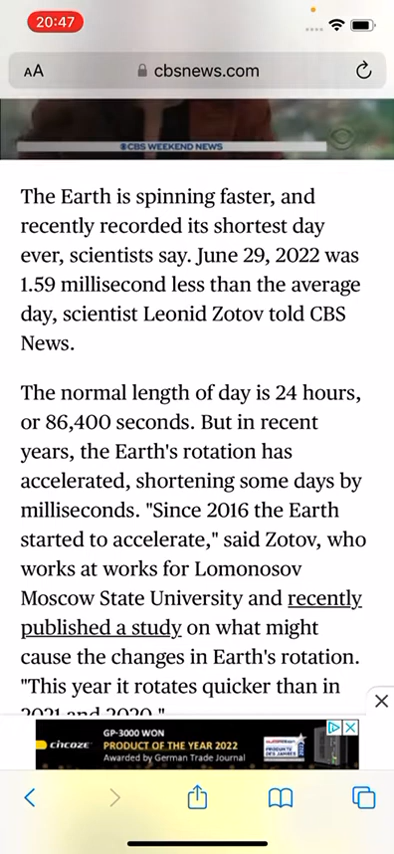 20:47
AA
cbsnews.com
CBS WEEKEND NEWS
The Earth is spinning faster, and
recently recorded its shortest day
ever, scientists say. June 29, 2022 was
1.59 millisecond less than the average
day, scientist Leonid Zotov told CBS
News.
The normal length of day is 24 hours,
or 86,400 seconds. But in recent
years, the Earth's rotation has
accelerated, shortening some days by
milliseconds. "Since 2016 the Earth
started to accelerate," said Zotov, who
works at works for Lomonosov
Moscow State University and recently
published a study on what might
cause the changes in Earth's rotation.
"This year it rotates quicker than in
2021 and 2020."
GP-3000 WON
CHCOZE PRODUCT OF THE YEAR 2022
Awarded by German Trade Journal